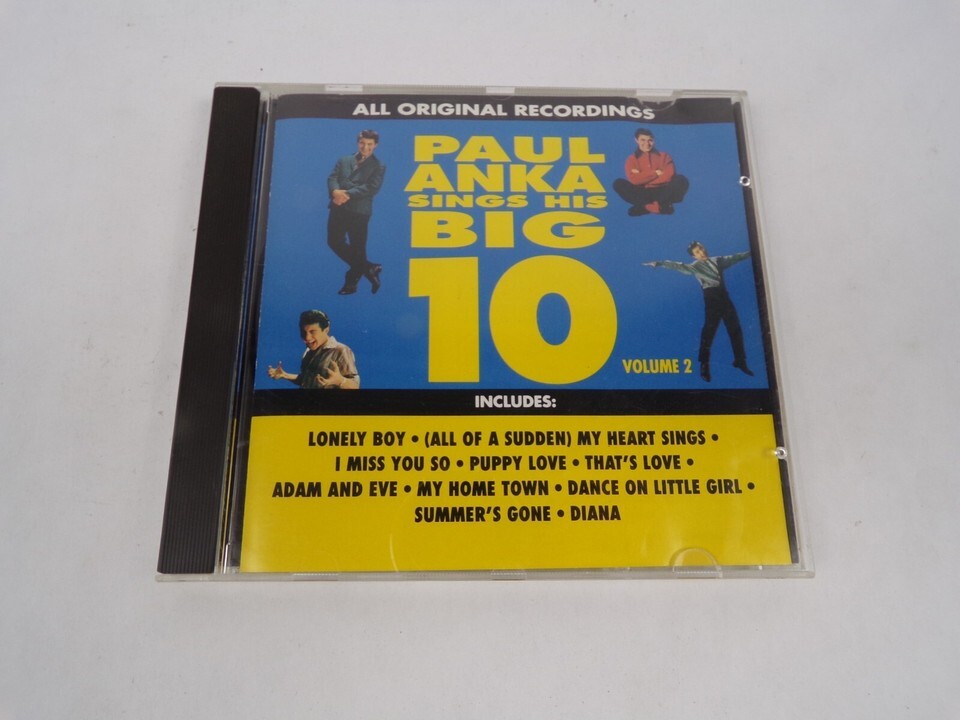 ALL ORIGINAL RECORDINGS
PAUL
ANKA
SINGS HIS
BIG
10
VOLUME 2
INCLUDES:
LONELY BOY • (ALL OF A SUDDEN) MY HEART SINGS •
I MISS YOU SO • PUPPY LOVE • THAT'S LOVE •
ADAM AND EVE • MY HOME TOWN • DANCE ON LITTLE GIRL •
SUMMER'S GONE • DIANA